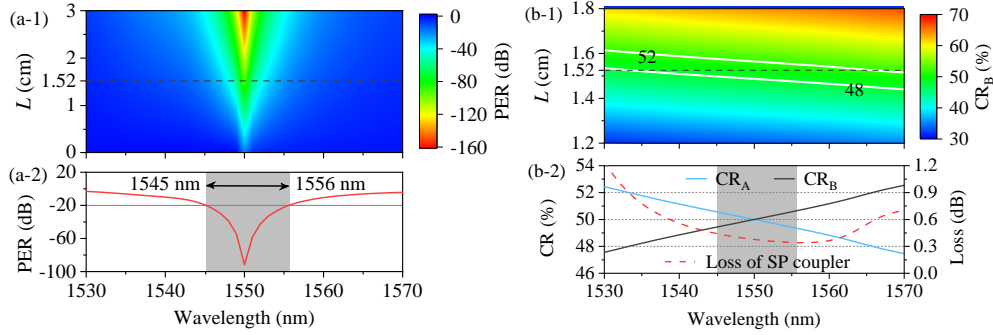 (a-1)
3
2
1.52
1
0
L (cm)
0
-40
-80
-120
-160
PER (dB)
(b-1)
1.8
1.6
1.52
1.4
1.2
L (cm)
52
48
70
60
50
40
30
CR_B (%)
(a-2)
20
-20
-60
-100
PER (dB)
1545 nm
1556 nm
1530
1540
1550
1560
1570
Wavelength (nm)
(b-2)
54
52
50
48
46
CR (%)
CR_A
CR_B
Loss of SP coupler
1.2
0.9
0.6
0.3
0.0
Loss (dB)
1530
1540
1550
1560
1570
Wavelength (nm)